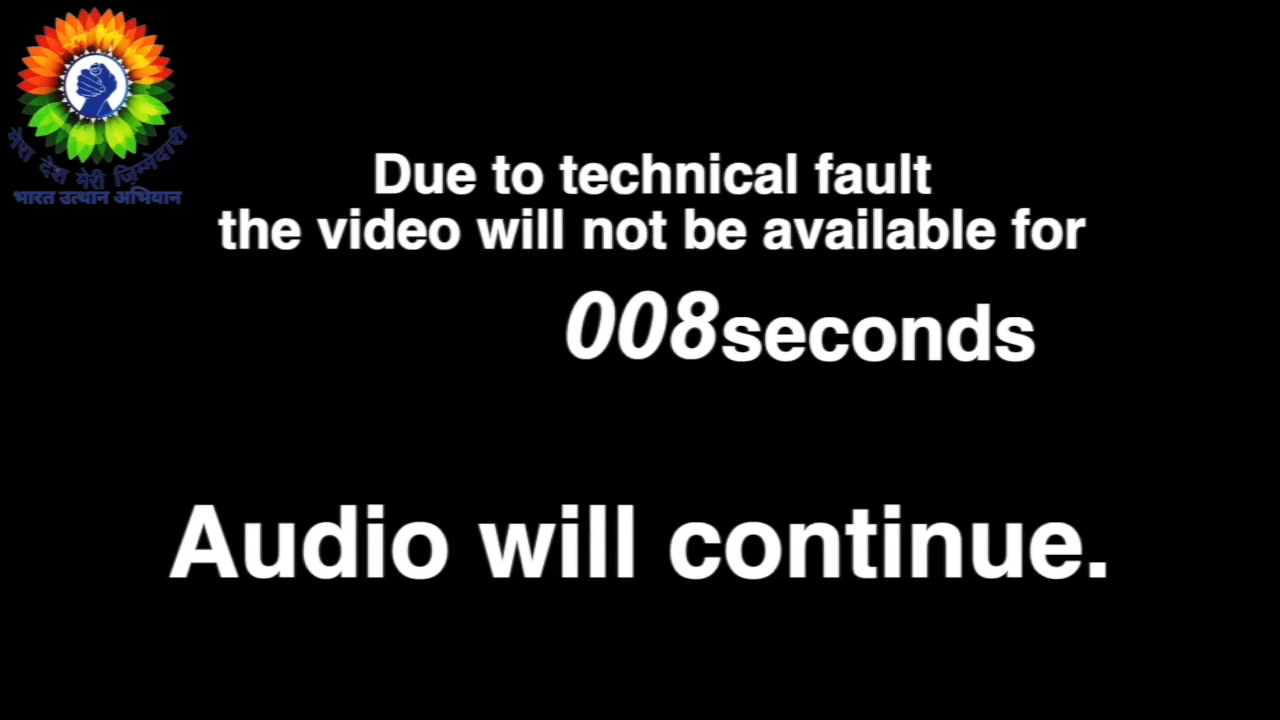 मेरा देश मेरी ज़िम्मेदारी
भारत उत्थान अभियान
Due to technical fault
the video will not be available for
008seconds
Audio will continue.